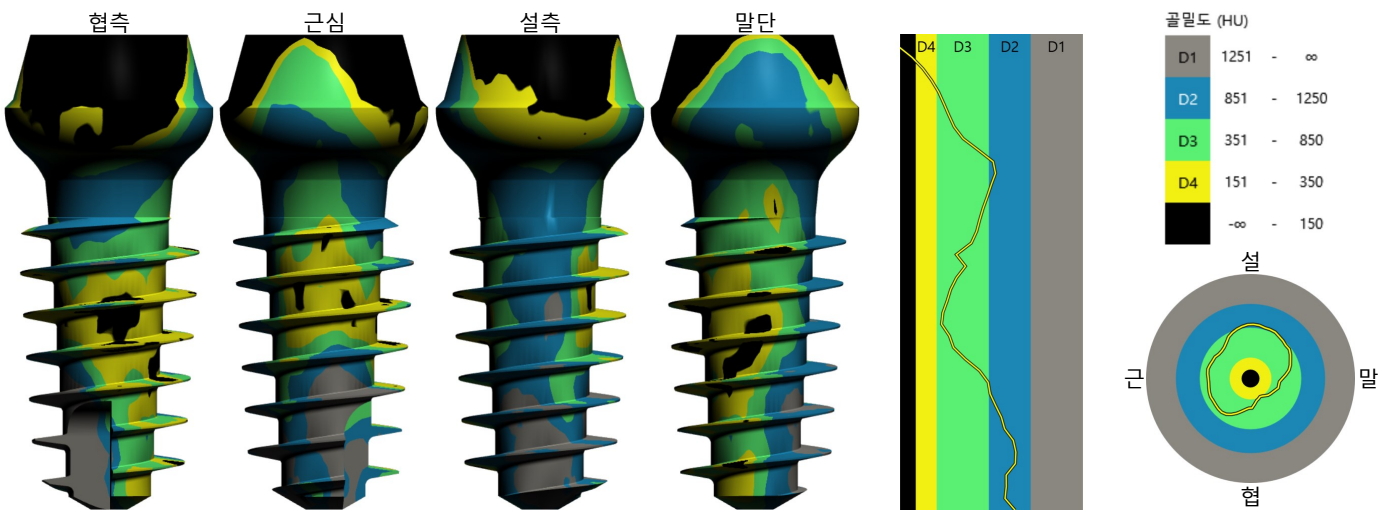 협측
근심
설측
말단
D4 D3 D2 D1
골밀도 (HU)
D1 1251 - ∞
D2 851 - 1250
D3 351 - 850
D4 151 - 350
-∞ - 150
설
근
말
협